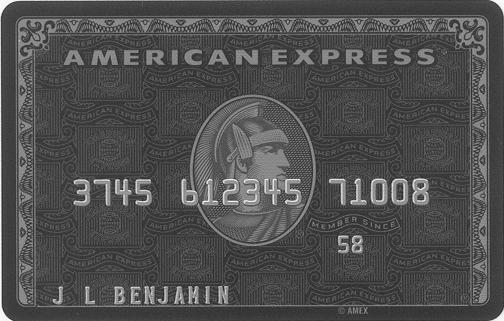 AMERICAN EXPRESS®
3745 612345 71008
MEMBER SINCE
58
J L BENJAMIN
© AMEX